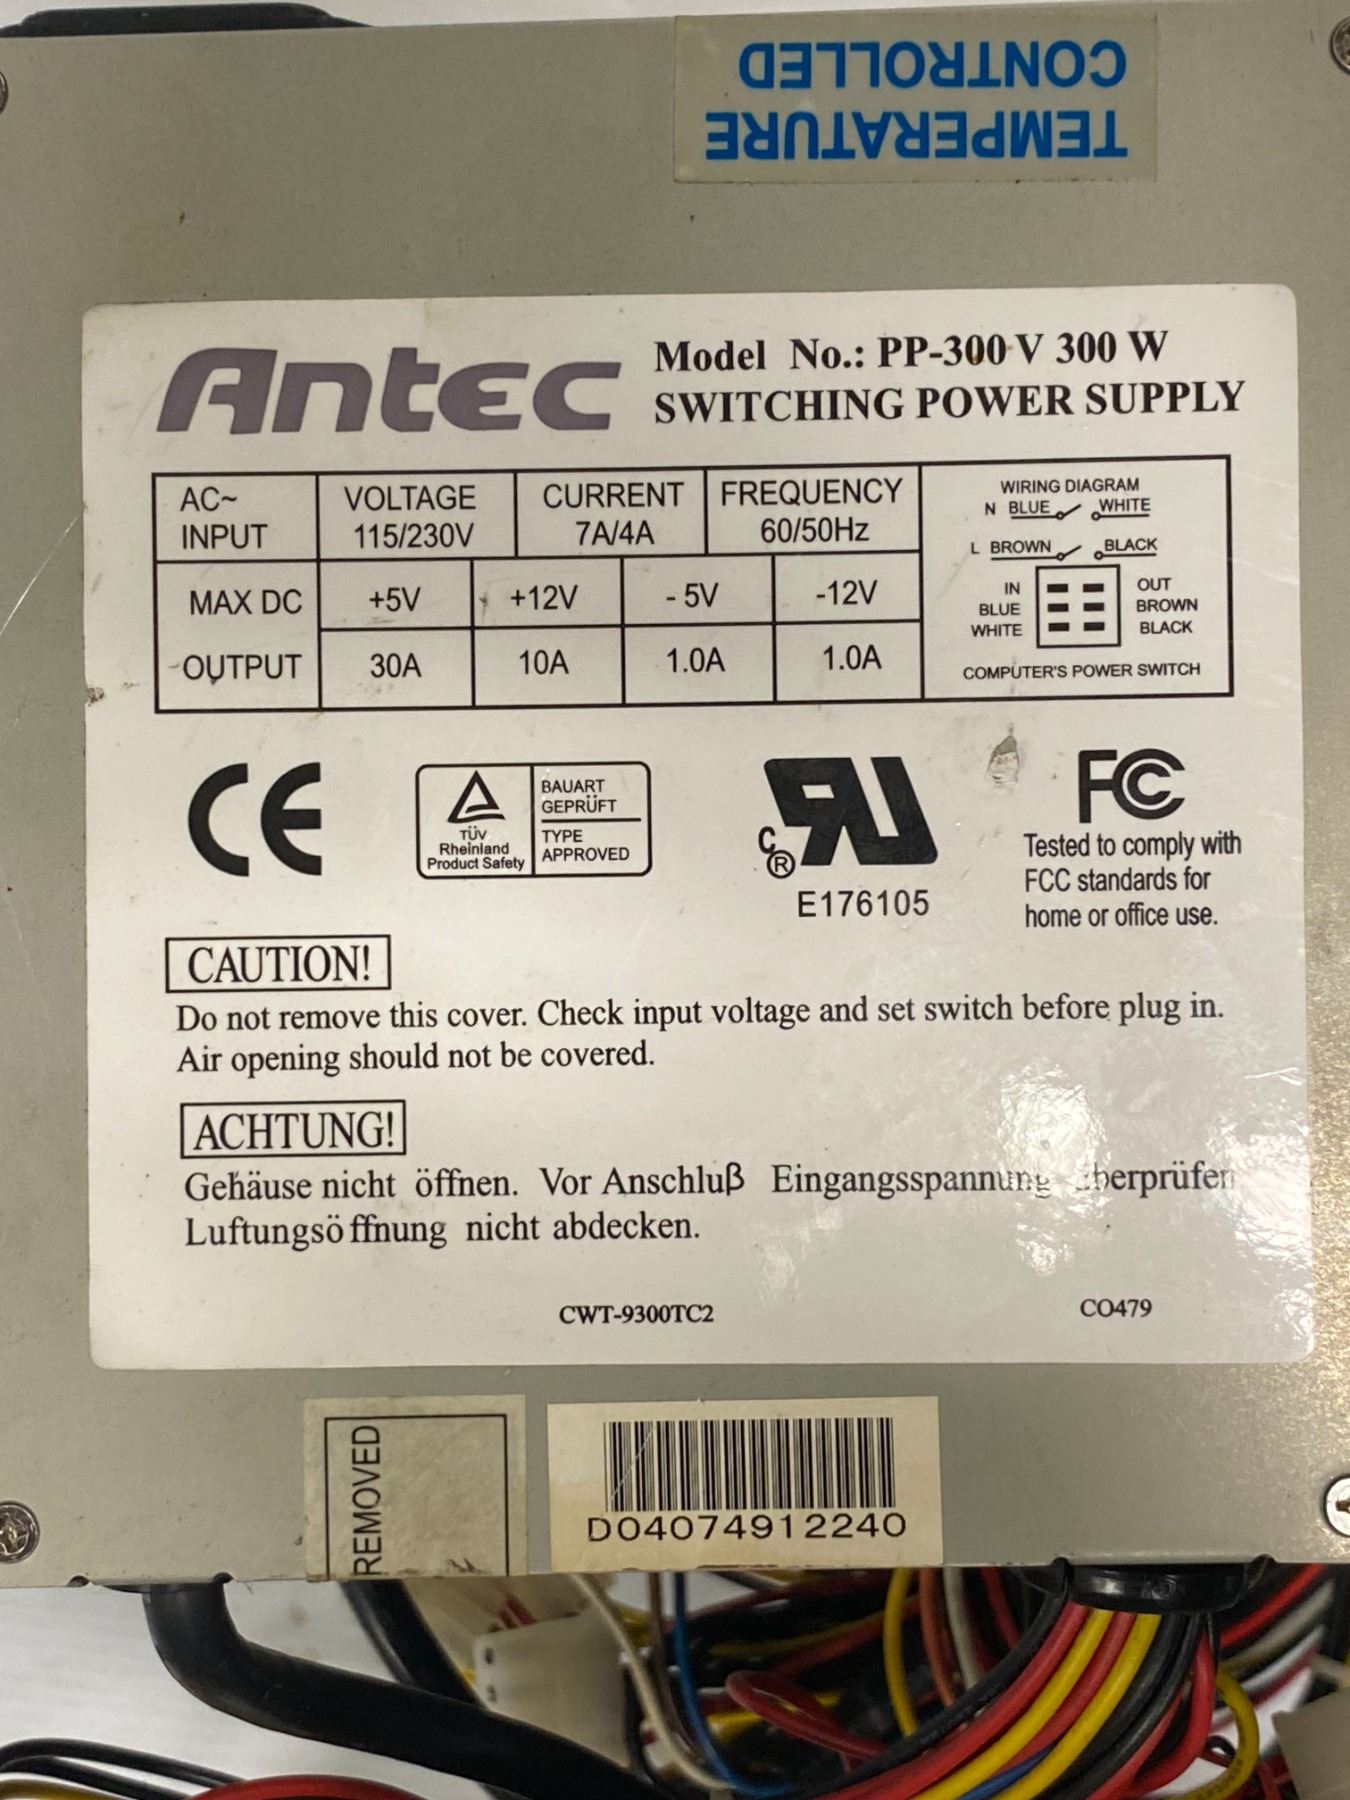 TEMPERATURE
CONTROLLED
Antec
Model No.: PP-300 V 300 W
SWITCHING POWER SUPPLY
AC~ INPUT
VOLTAGE 115/230V
CURRENT 7A/4A
FREQUENCY 60/50Hz
MAX DC OUTPUT
+5V +12V - 5V -12V
30A 10A 1.0A 1.0A
WIRING DIAGRAM
N BLUE WHITE
L BROWN BLACK
IN OUT
BLUE BROWN
WHITE BLACK
COMPUTER'S POWER SWITCH
CE
TÜV
Rheinland
Product Safety
BAUART
GEPRÜFT
TYPE
APPROVED
c RU ®
E176105
FC
Tested to comply with
FCC standards for
home or office use.
CAUTION!
Do not remove this cover. Check input voltage and set switch before plug in.
Air opening should not be covered.
ACHTUNG!
Gehäuse nicht öffnen. Vor Anschluß Eingangsspannung überprüfen
Luftungsöffnung nicht abdecken.
CWT-9300TC2 CO479
REMOVED
D04074912240